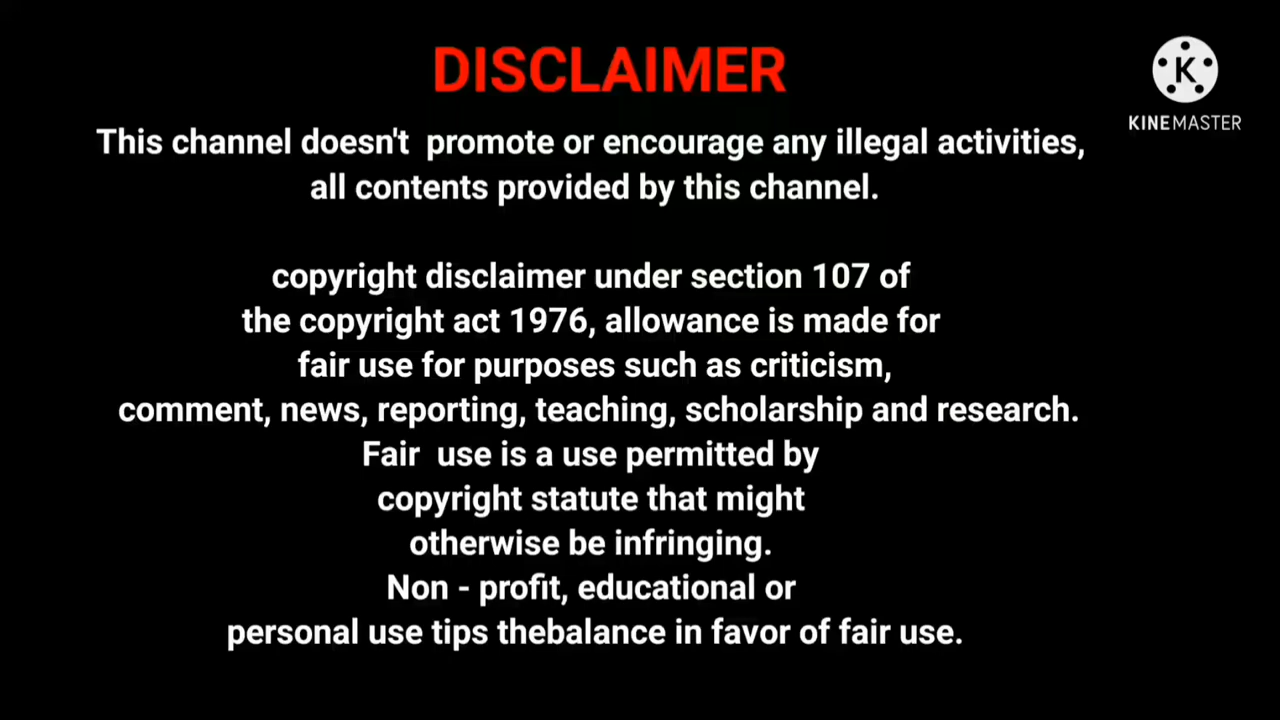 DISCLAIMER
K
KINEMASTER
This channel doesn't  promote or encourage any illegal activities,
all contents provided by this channel.
copyright disclaimer under section 107 of
the copyright act 1976, allowance is made for
fair use for purposes such as criticism,
comment, news, reporting, teaching, scholarship and research.
Fair  use is a use permitted by
copyright statute that might
otherwise be infringing.
Non - profit, educational or
personal use tips thebalance in favor of fair use.